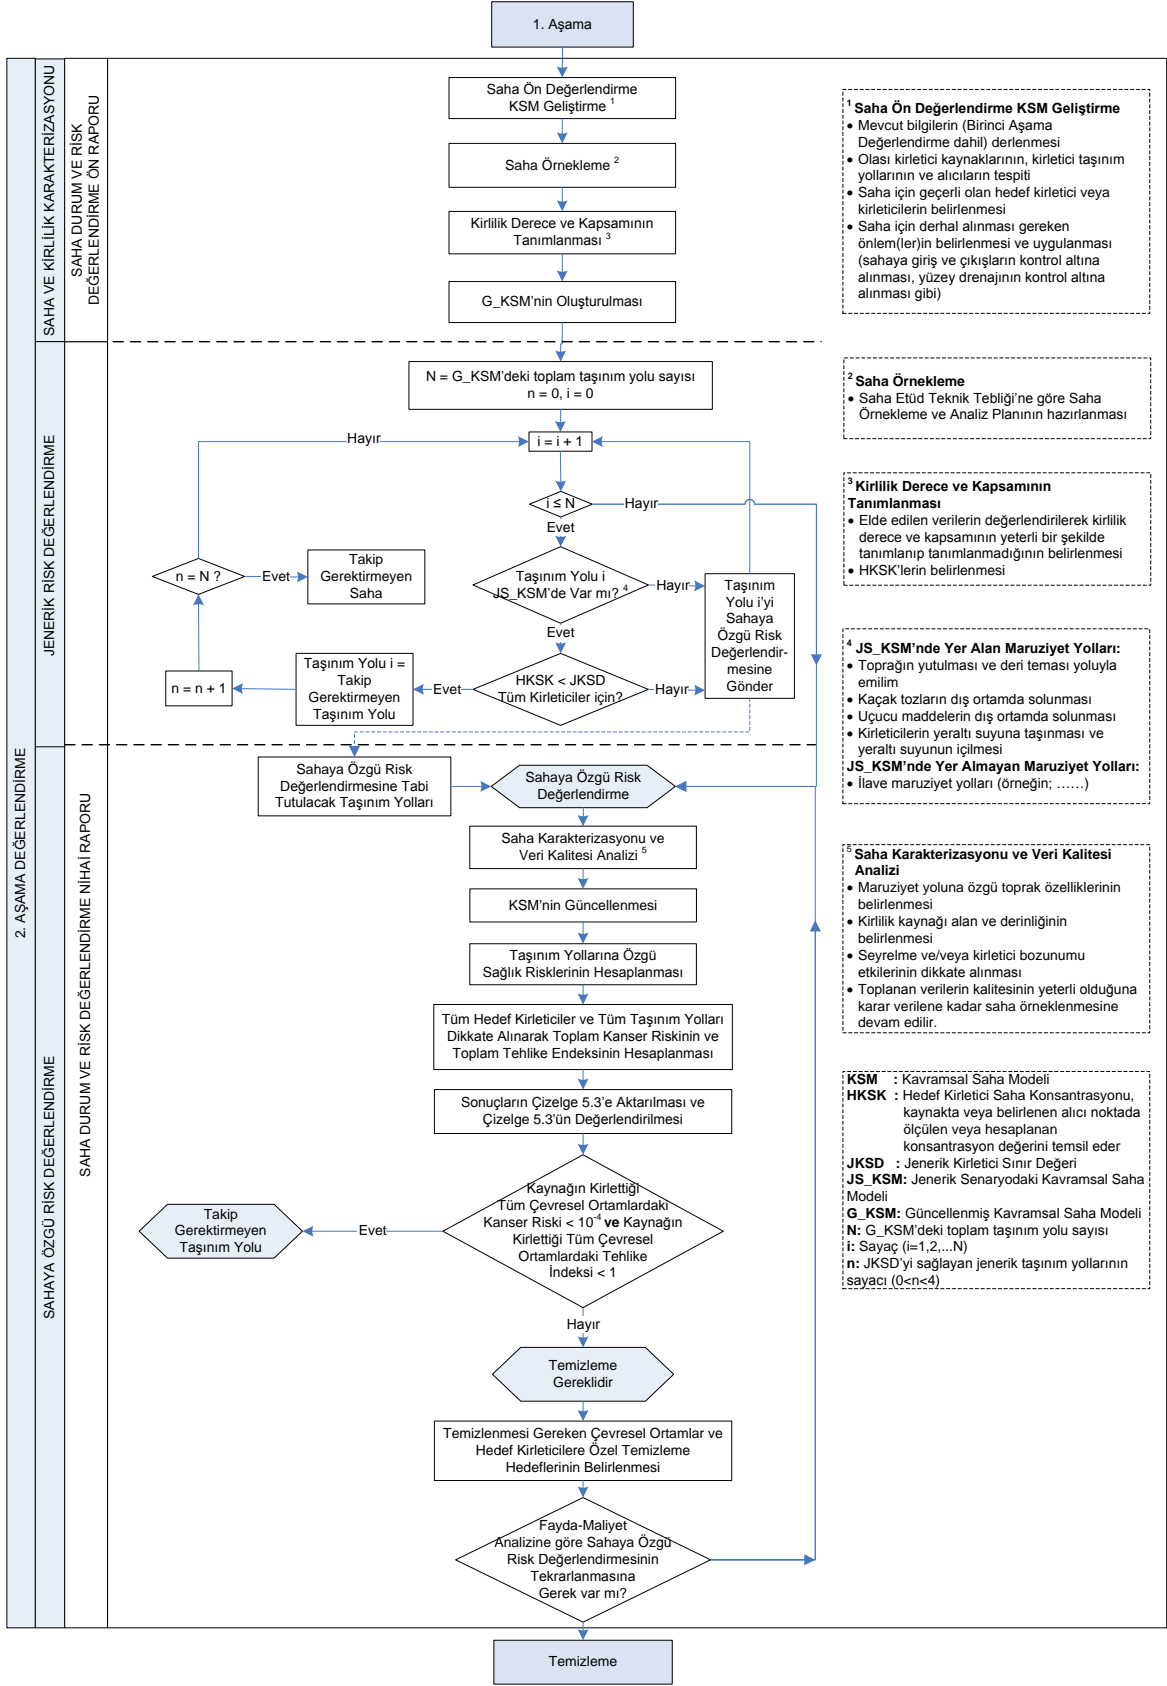 1. Aşama
2. AŞAMA DEĞERLENDİRME
SAHA VE KİRLİLİK KARAKTERİZASYONU
SAHA DURUM VE RİSK
DEĞERLENDİRME ÖN RAPORU
Saha Ön Değerlendirme
KSM Geliştirme 1
Saha Örnekleme 2
Kirlilik Derece ve Kapsamının
Tanımlanması 3
G_KSM'nin Oluşturulması
JENERİK RİSK DEĞERLENDİRME
N = G_KSM'deki toplam taşınım yolu sayısı
n = 0, i = 0
Hayır
i = i + 1
i ≤ N
Hayır
Evet
n = N ?
Evet
Takip
Gerektirmeyen
Saha
Taşınım Yolu i
JS_KSM'de Var mı? 4
Hayır
Taşınım
Yolu i'yi
Sahaya
Özgü Risk
Değerlendir-
mesine
Gönder
Evet
n = n + 1
Taşınım Yolu i =
Takip
Gerektirmeyen
Taşınım Yolu
Evet
HKSK < JKSD
Tüm Kirleticiler için?
Hayır
SAHAYA ÖZGÜ RİSK DEĞERLENDİRME
SAHA DURUM VE RİSK DEĞERLENDİRME NİHAİ RAPORU
Sahaya Özgü Risk
Değerlendirmesine Tabi
Tutulacak Taşınım Yolları
Sahaya Özgü Risk
Değerlendirme
Saha Karakterizasyonu ve
Veri Kalitesi Analizi 5
KSM'nin Güncellenmesi
Taşınım Yollarına Özgü
Sağlık Risklerinin Hesaplanması
Tüm Hedef Kirleticiler ve Tüm Taşınım Yolları
Dikkate Alınarak Toplam Kanser Riskinin ve
Toplam Tehlike Endeksinin Hesaplanması
Sonuçların Çizelge 5.3'e Aktarılması ve
Çizelge 5.3'ün Değerlendirilmesi
Kaynağın Kirlettiği
Tüm Çevresel Ortamlardaki
Kanser Riski < 10-4 ve Kaynağın
Kirlettiği Tüm Çevresel
Ortamlardaki Tehlike
İndeksi < 1
Evet
Takip
Gerektirmeyen
Taşınım Yolu
Hayır
Temizleme
Gereklidir
Temizlenmesi Gereken Çevresel Ortamlar ve
Hedef Kirleticilere Özel Temizleme
Hedeflerinin Belirlenmesi
Fayda-Maliyet
Analizine göre Sahaya Özgü
Risk Değerlendirmesinin
Tekrarlanmasına
Gerek var mı?
Temizleme
1 Saha Ön Değerlendirme KSM Geliştirme
• Mevcut bilgilerin (Birinci Aşama
Değerlendirme dahil) derlenmesi
• Olası kirletici kaynaklarının, kirletici taşınım
yollarının ve alıcıların tespiti
• Saha için geçerli olan hedef kirletici veya
kirleticilerin belirlenmesi
• Saha için derhal alınması gereken
önlem(ler)in belirlenmesi ve uygulanması
(sahaya giriş ve çıkışların kontrol altına
alınması, yüzey drenajının kontrol altına
alınması gibi)
2 Saha Örnekleme
• Saha Etüd Teknik Tebliği'ne göre Saha
Örnekleme ve Analiz Planının hazırlanması
3 Kirlilik Derece ve Kapsamının
Tanımlanması
• Elde edilen verilerin değerlendirilerek kirlilik
derece ve kapsamının yeterli bir şekilde
tanımlanıp tanımlanmadığının belirlenmesi
• HKSK'lerin belirlenmesi
4 JS_KSM'nde Yer Alan Maruziyet Yolları:
• Toprağın yutulması ve deri teması yoluyla
emilim
• Kaçak tozların dış ortamda solunması
• Uçucu maddelerin dış ortamda solunması
• Kirleticilerin yeraltı suyuna taşınması ve
yeraltı suyunun içilmesi
JS_KSM'nde Yer Almayan Maruziyet Yolları:
• İlave maruziyet yolları (örneğin; ……)
5 Saha Karakterizasyonu ve Veri Kalitesi
Analizi
• Maruziyet yoluna özgü toprak özelliklerinin
belirlenmesi
• Kirlilik kaynağı alan ve derinliğinin
belirlenmesi
• Seyrelme ve/veya kirletici bozunumu
etkilerinin dikkate alınması
• Toplanan verilerin kalitesinin yeterli olduğuna
karar verilene kadar saha örneklenmesine
devam edilir.
KSM : Kavramsal Saha Modeli
HKSK : Hedef Kirletici Saha Konsantrasyonu,
kaynakta veya belirlenen alıcı noktada
ölçülen veya hesaplanan
konsantrasyon değerini temsil eder
JKSD : Jenerik Kirletici Sınır Değeri
JS_KSM: Jenerik Senaryodaki Kavramsal Saha
Modeli
G_KSM: Güncellenmiş Kavramsal Saha Modeli
N: G_KSM'deki toplam taşınım yolu sayısı
i: Sayaç (i=1,2,...N)
n: JKSD'yi sağlayan jenerik taşınım yollarının
sayacı (0<n<4)